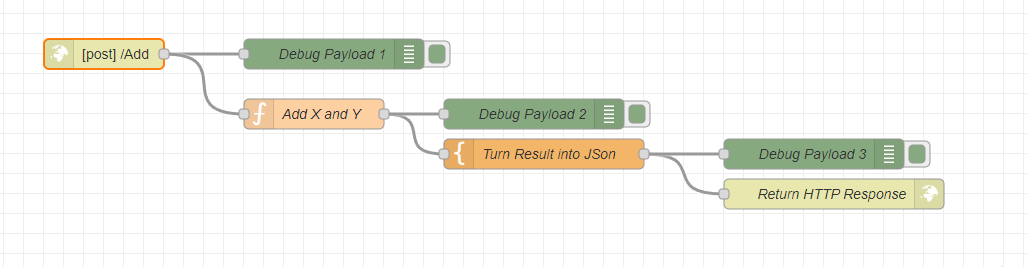 [post] /Add
Debug Payload 1
Add X and Y
Debug Payload 2
Turn Result into JSon
Debug Payload 3
Return HTTP Response